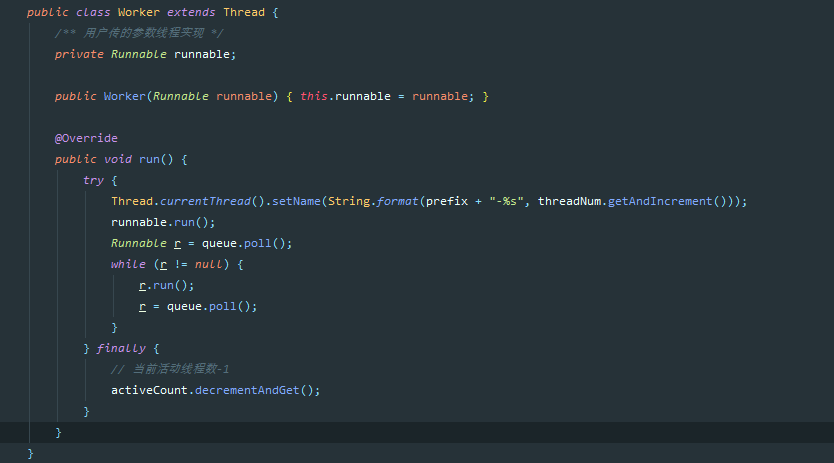 public class Worker extends Thread {
/** 用户传的参数线程实现 */
private Runnable runnable;
public Worker(Runnable runnable) { this.runnable = runnable; }
@Override
public void run() {
try {
Thread.currentThread().setName(String.format(prefix + "-%s", threadNum.getAndIncrement()));
runnable.run();
Runnable r = queue.poll();
while (r != null) {
r.run();
r = queue.poll();
}
} finally {
// 当前活动线程数-1
activeCount.decrementAndGet();
}
}
}